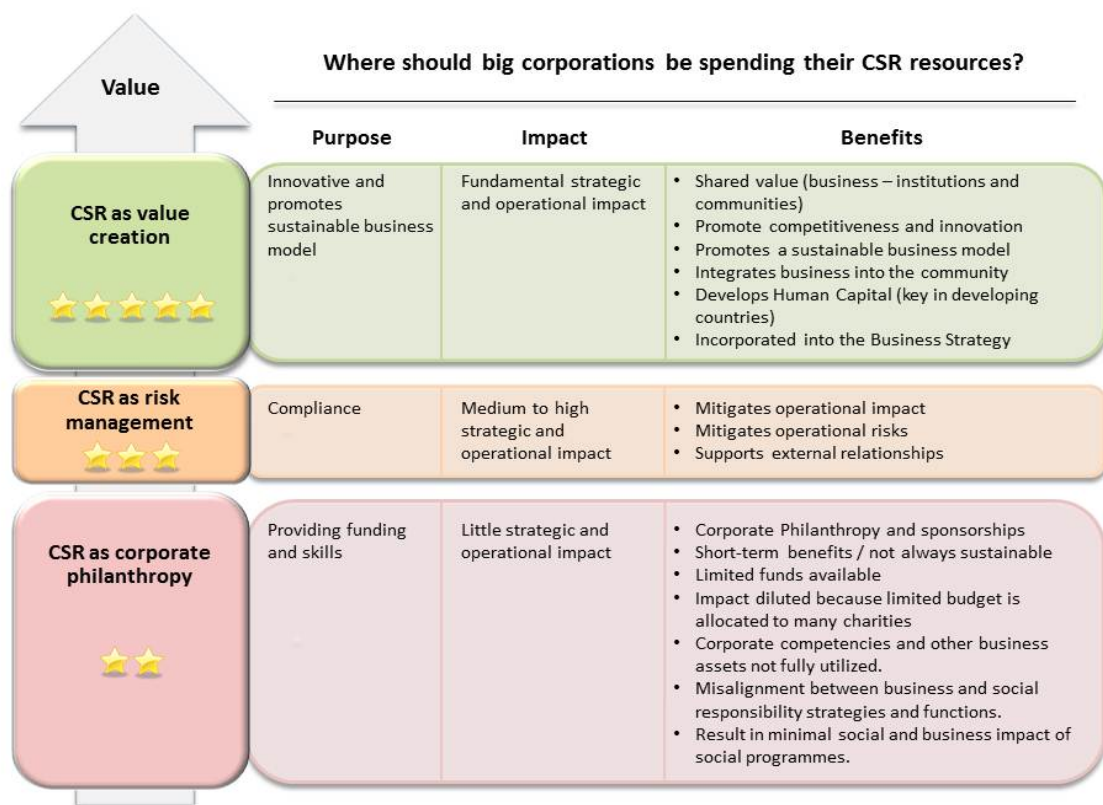 Value
Where should big corporations be spending their CSR resources?
Purpose
Impact
Benefits
CSR as value
creation
Innovative and
promotes
sustainable business
model
Fundamental strategic
and operational impact
• Shared value (business – institutions and
communities)
• Promote competitiveness and innovation
• Promotes a sustainable business model
• Integrates business into the community
• Develops Human Capital (key in developing
countries)
• Incorporated into the Business Strategy
CSR as risk
management
Compliance
Medium to high
strategic and
operational impact
• Mitigates operational impact
• Mitigates operational risks
• Supports external relationships
CSR as corporate
philanthropy
Providing funding
and skills
Little strategic and
operational impact
• Corporate Philanthropy and sponsorships
• Short-term benefits / not always sustainable
• Limited funds available
• Impact diluted because limited budget is
allocated to many charities
• Corporate competencies and other business
assets not fully utilized.
• Misalignment between business and social
responsibility strategies and functions.
• Result in minimal social and business impact of
social programmes.